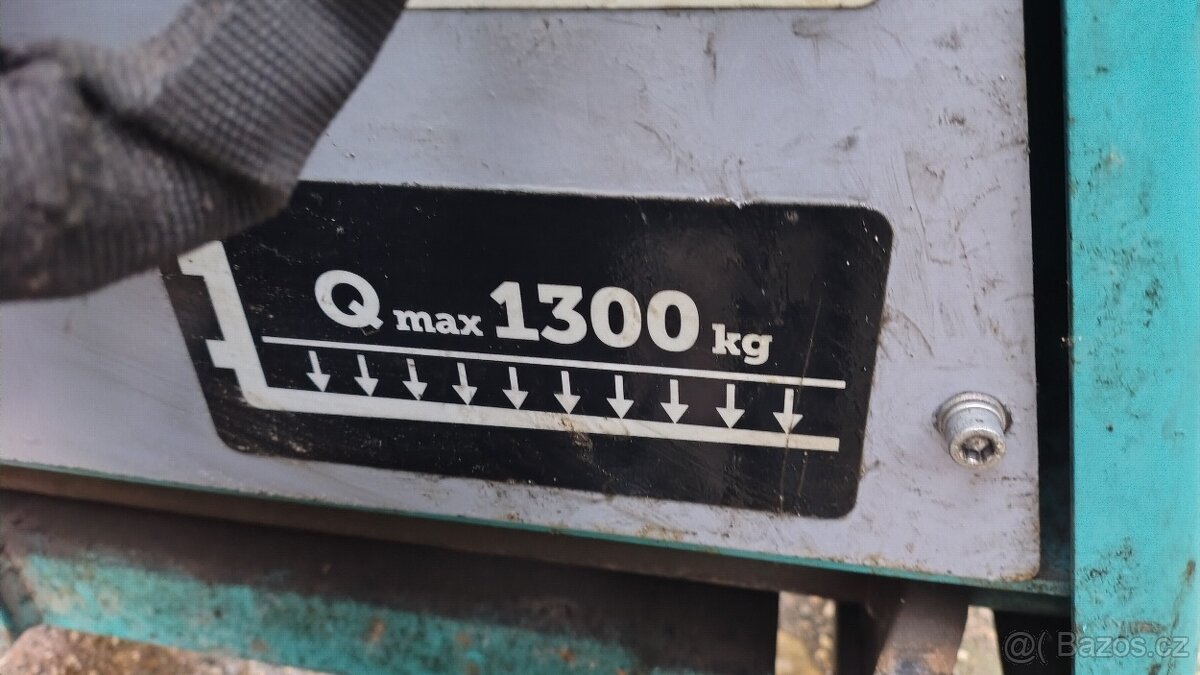 Q max 1300 kg
@( Bazos.cz